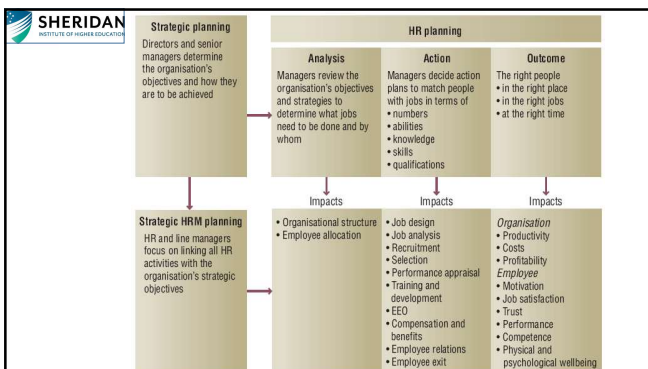 SHERIDAN
INSTITUTE OF HIGHER EDUCATION
Strategic planning
Directors and senior
managers determine
the organisation's
objectives and how they
are to be achieved
HR planning
Analysis
Managers review the
organisation's objectives
and strategies to
determine what jobs
need to be done and by
whom
Action
Managers decide action
plans to match people
with jobs in terms of
• numbers
• abilities
• knowledge
• skills
• qualifications
Outcome
The right people
• in the right place
• in the right jobs
• at the right time
Impacts
Impacts
Impacts
Strategic HRM planning
HR and line managers
focus on linking all HR
activities with the
organisation's strategic
objectives
• Organisational structure
• Employee allocation
• Job design
• Job analysis
• Recruitment
• Selection
• Performance appraisal
• Training and
development
• EEO
• Compensation and
benefits
• Employee relations
• Employee exit
Organisation
• Productivity
• Costs
• Profitability
Employee
• Motivation
• Job satisfaction
• Trust
• Performance
• Competence
• Physical and
psychological wellbeing